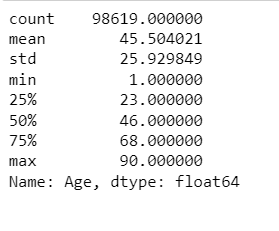 count    98619.000000
mean        45.504021
std         25.929849
min          1.000000
25%         23.000000
50%         46.000000
75%         68.000000
max         90.000000
Name: Age, dtype: float64